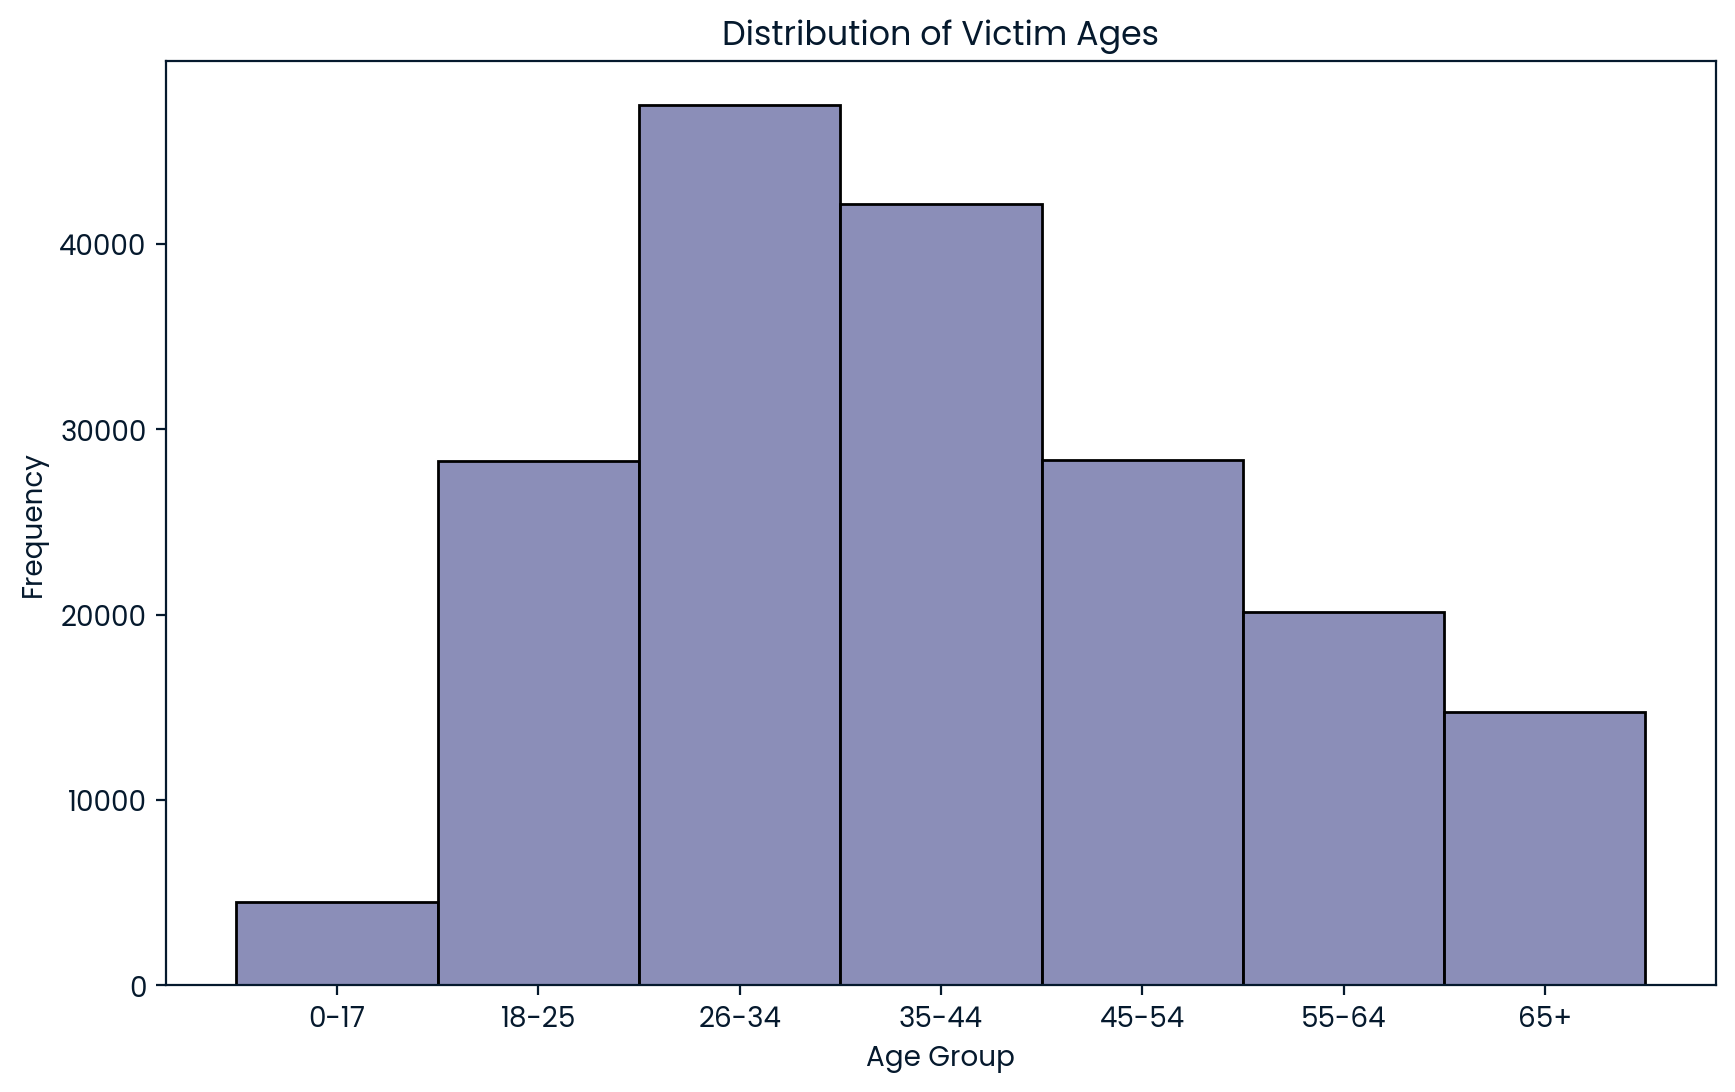 Distribution of Victim Ages
Frequency
40000
30000
20000
10000
0
0-17 18-25 26-34 35-44 45-54 55-64 65+
Age Group